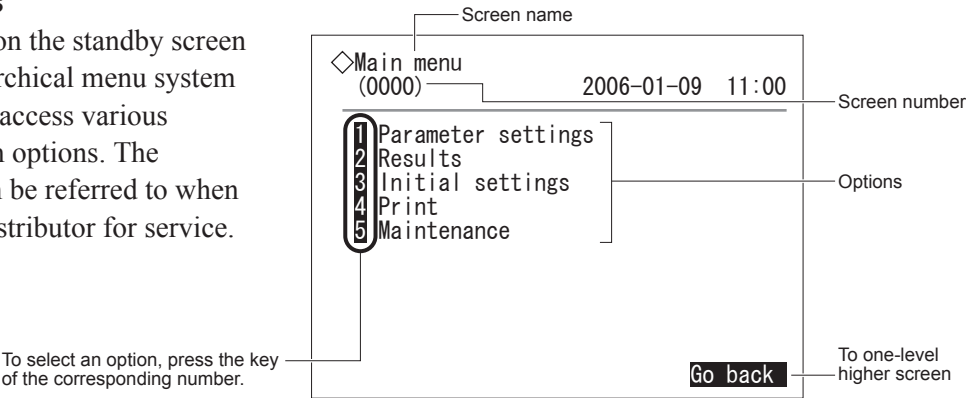 on the standby screen
rchical menu system
access various
n options. The
n be referred to when
stributor for service.
Screen name
◇Main menu
(0000) 2006-01-09 11:00
Screen number
1 Parameter settings
2 Results
3 Initial settings
4 Print
5 Maintenance
Options
To select an option, press the key
of the corresponding number.
Go back
To one-level
higher screen